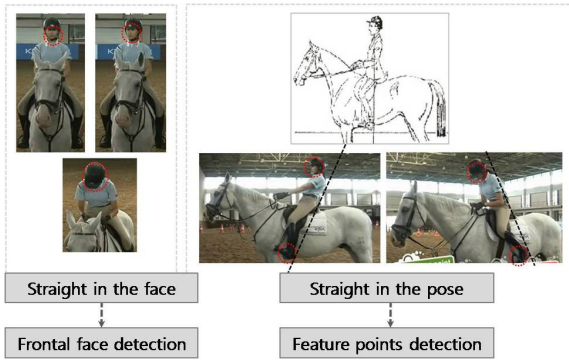 Straight in the face
Straight in the pose
Frontal face detection
Feature points detection